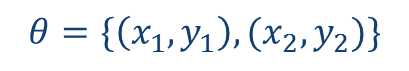 θ = {(x₁, y₁), (x₂, y₂)}